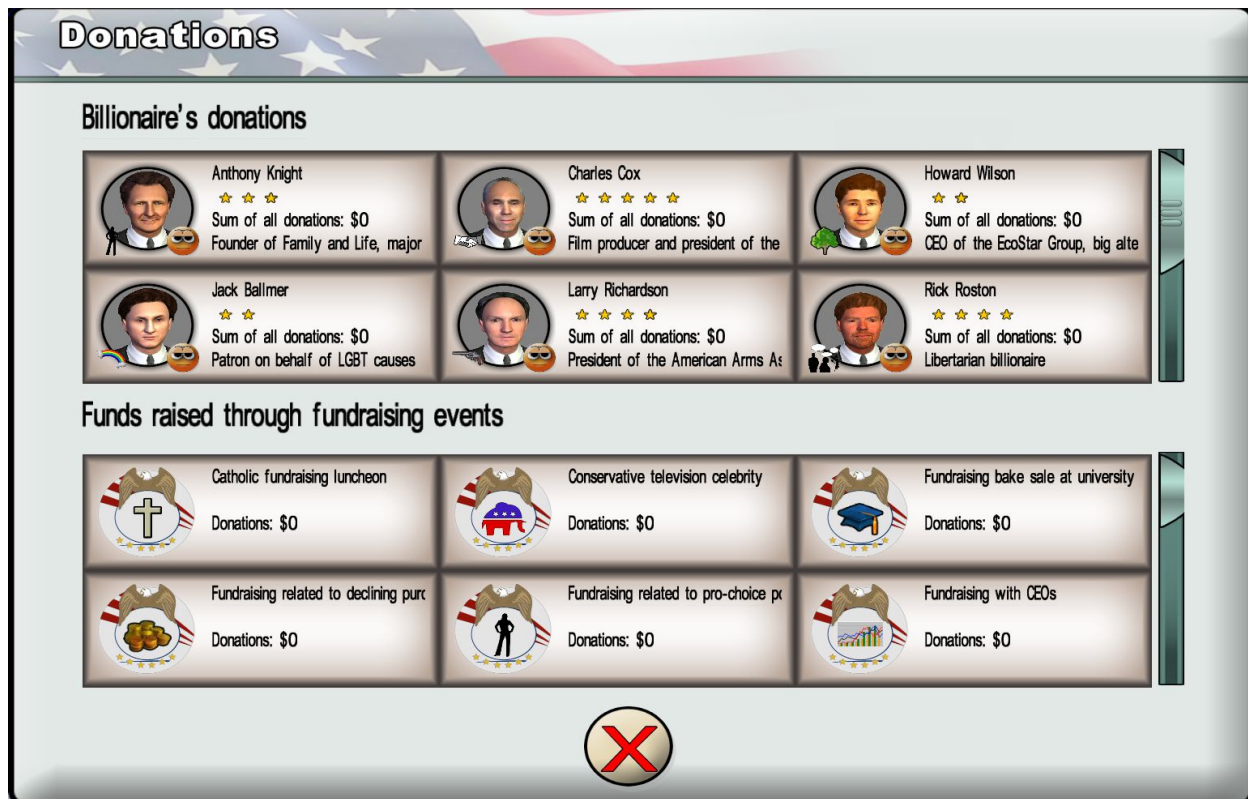 Donations
Billionaire's donations
Anthony Knight
Sum of all donations: $0
Founder of Family and Life, major
Charles Cox
Sum of all donations: $0
Film producer and president of the
Howard Wilson
Sum of all donations: $0
CEO of the EcoStar Group, big alte
Jack Ballmer
Sum of all donations: $0
Patron on behalf of LGBT causes
Larry Richardson
Sum of all donations: $0
President of the American Arms As
Rick Roston
Sum of all donations: $0
Libertarian billionaire
Funds raised through fundraising events
Catholic fundraising luncheon
Donations: $0
Conservative television celebrity
Donations: $0
Fundraising bake sale at university
Donations: $0
Fundraising related to declining purc
Donations: $0
Fundraising related to pro-choice po
Donations: $0
Fundraising with CEOs
Donations: $0